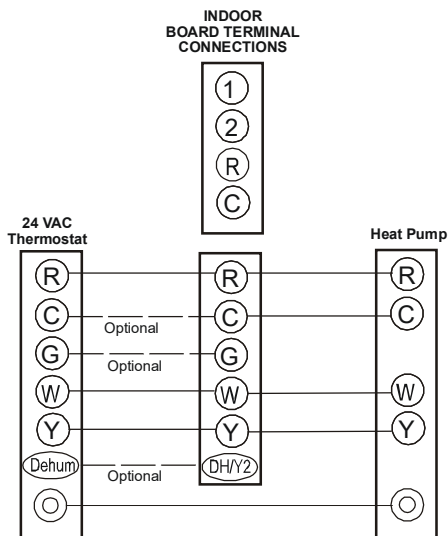 INDOOR
BOARD TERMINAL
CONNECTIONS
1
2
R
C
24 VAC
Thermostat
Heat Pump
R R R
C Optional C C
G Optional G
W W W
Y Y Y
Dehum Optional DH/Y2
O O